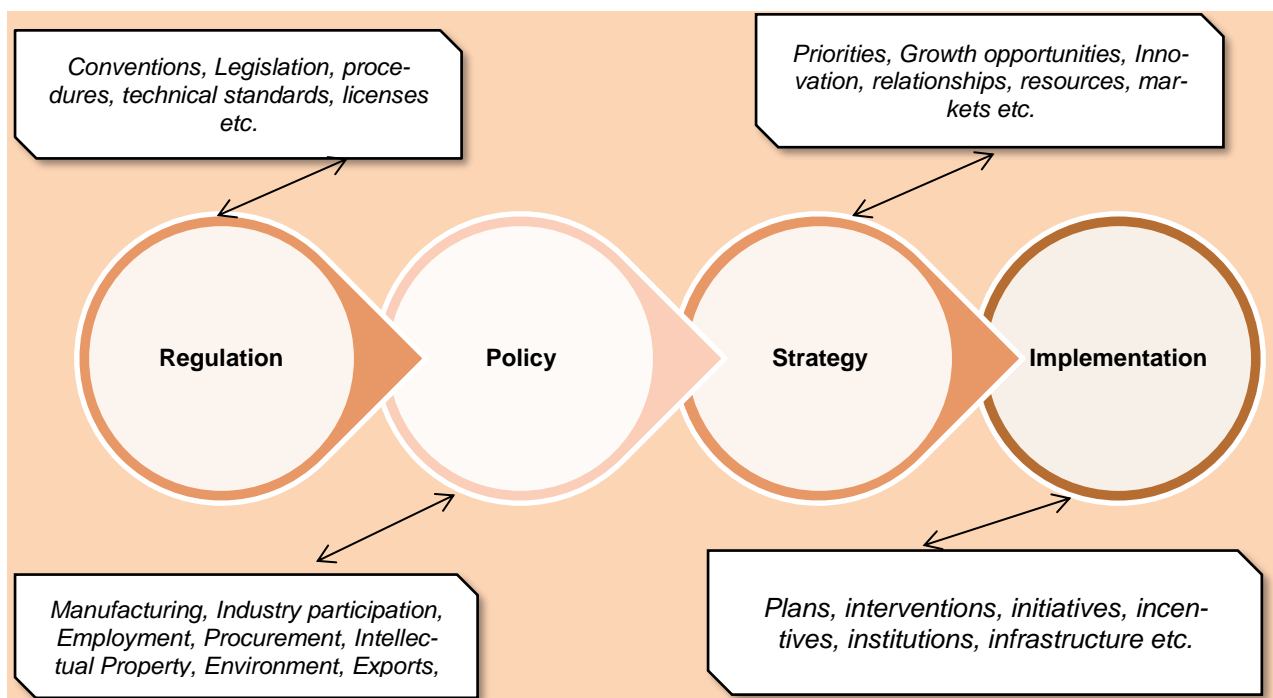 Conventions, Legislation, proce-
dures, technical standards, licenses
etc.
Priorities, Growth opportunities, Inno-
vation, relationships, resources, mar-
kets etc.
Regulation
Policy
Strategy
Implementation
Manufacturing, Industry participation,
Employment, Procurement, Intellec-
tual Property, Environment, Exports,
Plans, interventions, initiatives, incen-
tives, institutions, infrastructure etc.